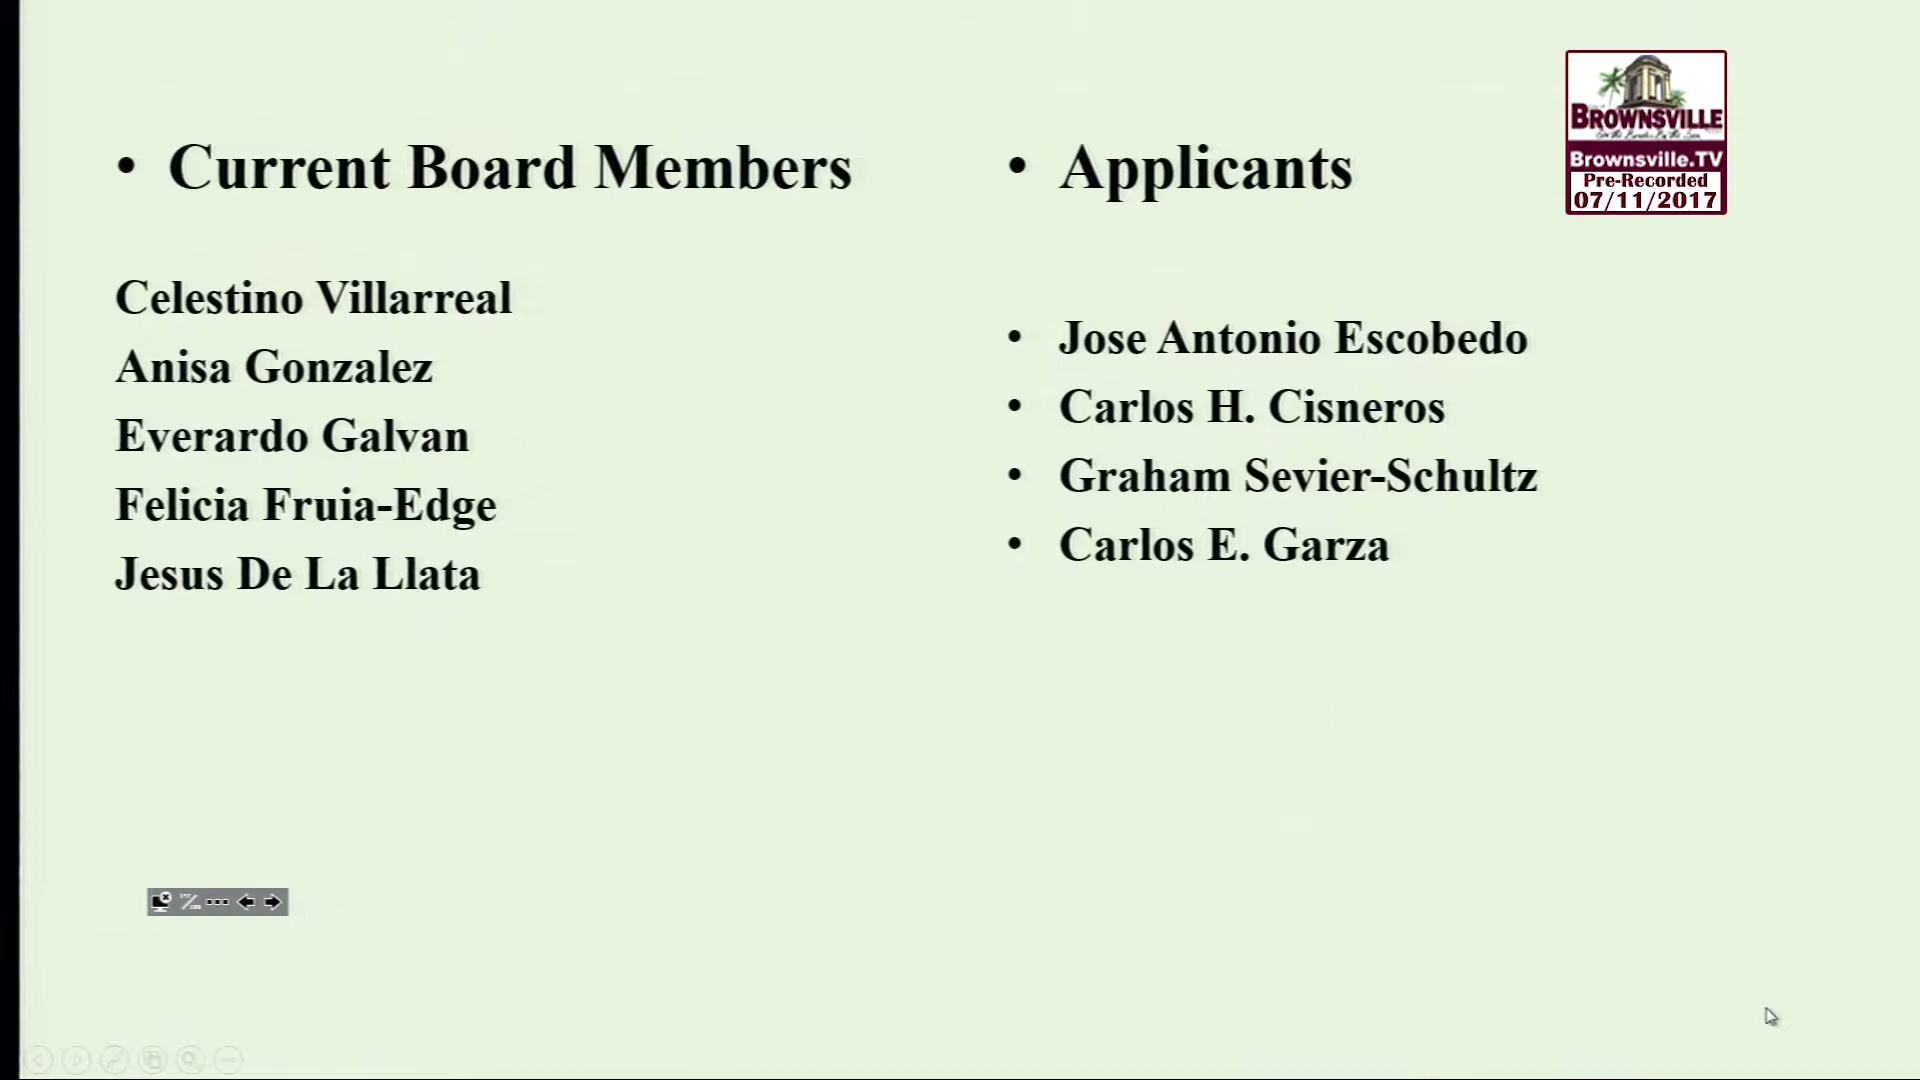 • Current Board Members
Celestino Villarreal
Anisa Gonzalez
Everardo Galvan
Felicia Fruia-Edge
Jesus De La Llata
• Applicants
• Jose Antonio Escobedo
• Carlos H. Cisneros
• Graham Sevier-Schultz
• Carlos E. Garza
BROWNSVILLE
Brownsville.TV
Pre-Recorded
07/11/2017